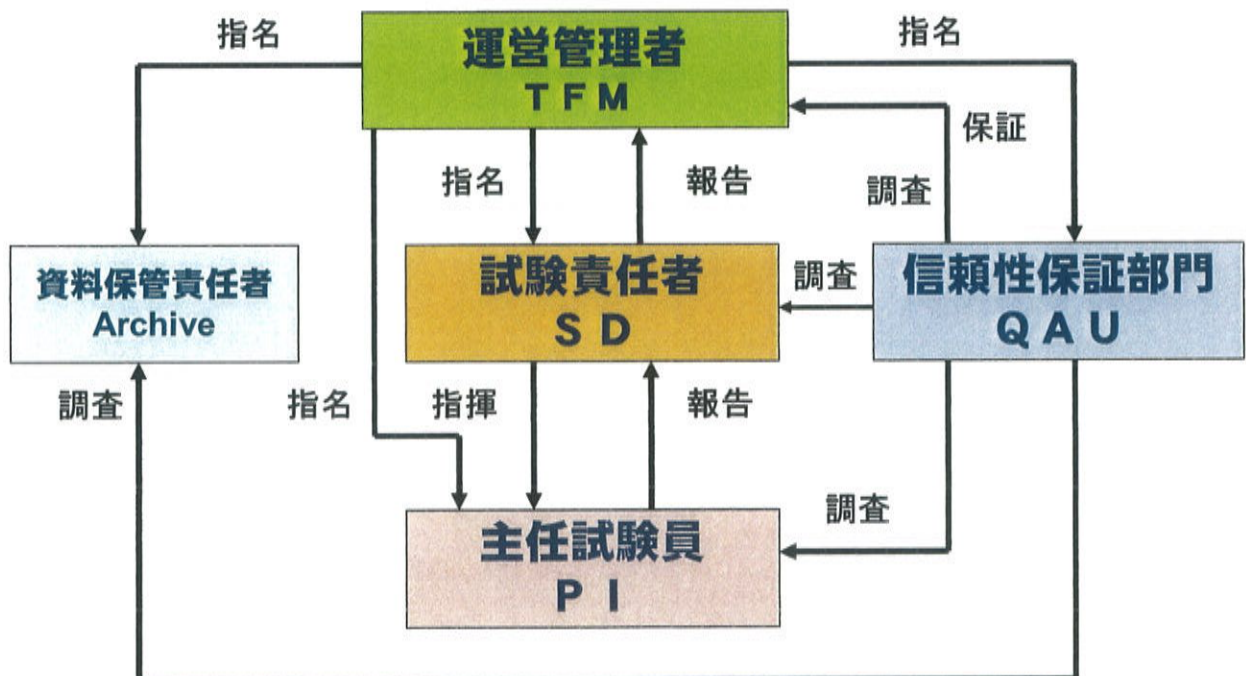 指名
運営管理者
TFM
指名
保証
指名
報告
調査
資料保管責任者
Archive
試験責任者
SD
調査
信頼性保証部門
QAU
調査
指名
指揮
報告
主任試験員
PI
調査